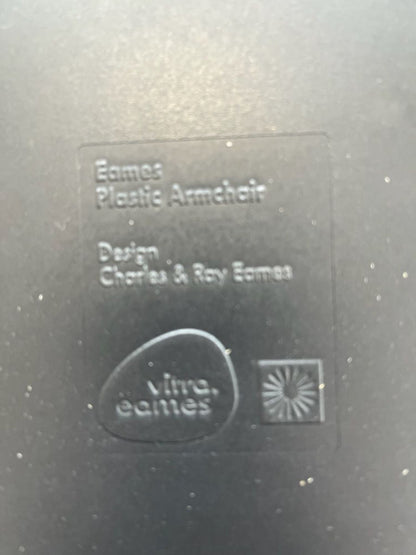 Eames
Plastic Armchair
Design
Charles & Ray Eames
vitra.
eames